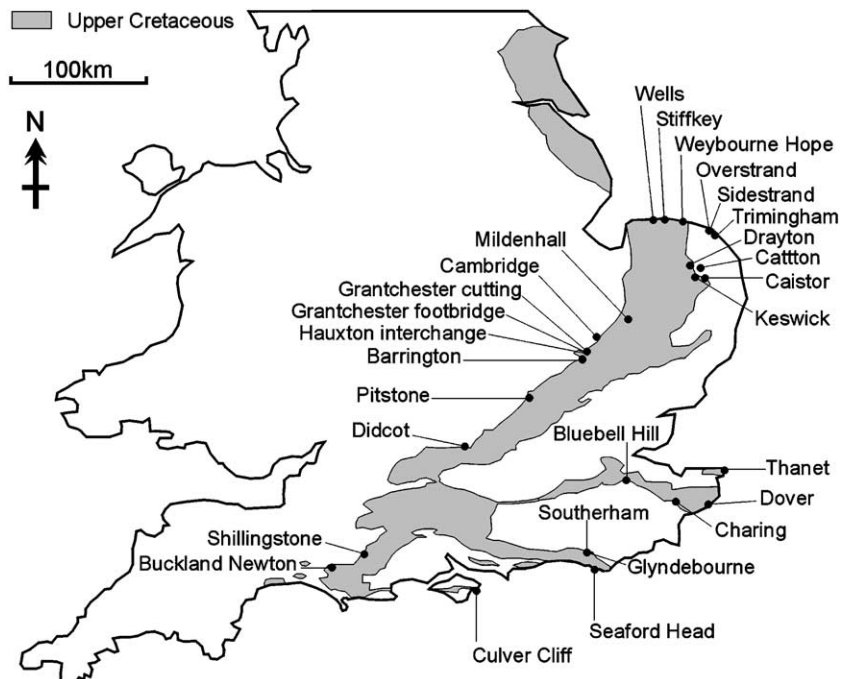 Upper Cretaceous
100km
N
Wells
Stiffkey
Weybourne Hope
Overstrand
Sidestrand
Trimingham
Drayton
Cattton
Caistor
Keswick
Mildenhall
Cambridge
Grantchester cutting
Grantchester footbridge
Hauxton interchange
Barrington
Pitstone
Didcot
Bluebell Hill
Thanet
Dover
Charing
Southerham
Glyndebourne
Shillingstone
Buckland Newton
Seaford Head
Culver Cliff